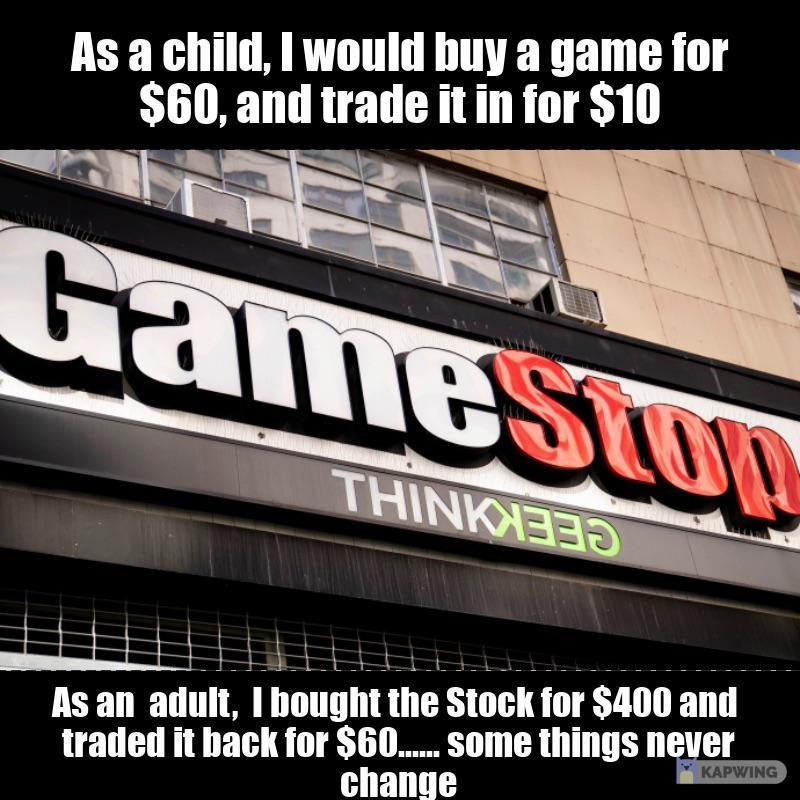 As a child, I would buy a game for
$60, and trade it in for $10
GameStop
THINKGEEK
As an adult, I bought the Stock for $400 and
traded it back for $60...... some things never
change
KAPWING